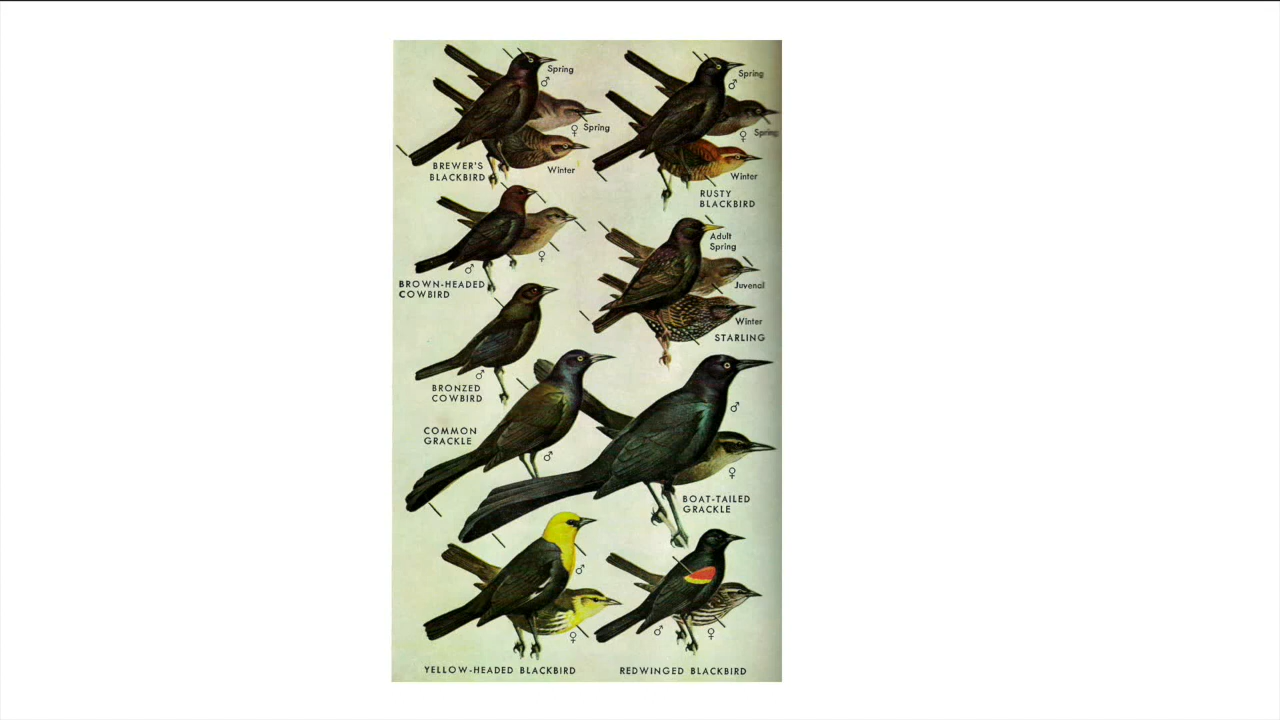 Spring
♂
♀ Spring
Winter
BREWER'S
BLACKBIRD
Spring
♂
♀
Spring
Winter
RUSTY
BLACKBIRD
♂
♀
BROWN-HEADED
COWBIRD
Adult
Spring
Juvenal
Winter
STARLING
♂
BRONZED
COWBIRD
COMMON
GRACKLE
♂
♂
♀
BOAT-TAILED
GRACKLE
♂
♀
YELLOW-HEADED BLACKBIRD
♂
♀
REDWINGED BLACKBIRD